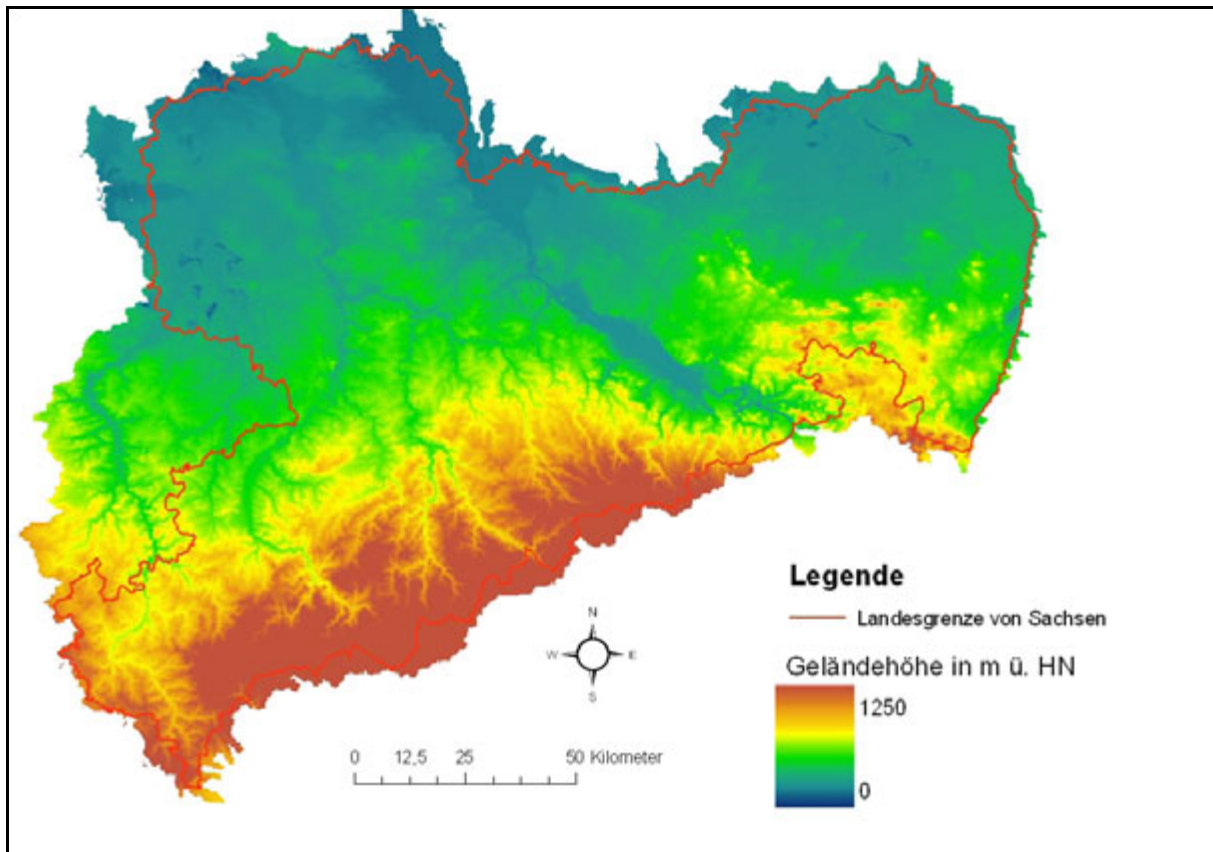 N
W E
S
0 12,5 25 50 Kilometer
Legende
Landesgrenze von Sachsen
Geländehöhe in m ü. HN
1250
0